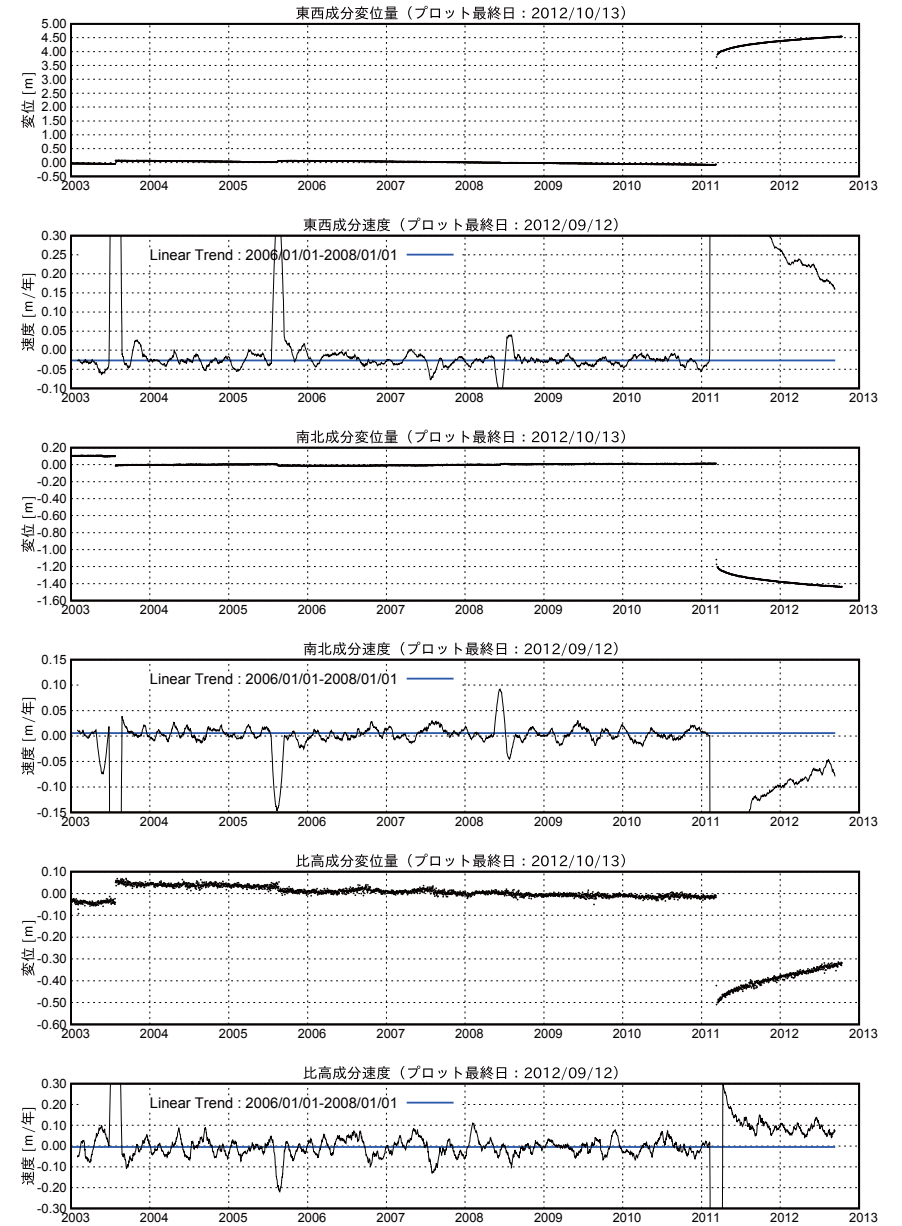 東西成分変位量（プロット最終日：2012/10/13）
変位 [m]
5.00
4.50
4.00
3.50
3.00
2.50
2.00
1.50
1.00
0.50
0.00
-0.50
2003 2004 2005 2006 2007 2008 2009 2010 2011 2012 2013
東西成分速度（プロット最終日：2012/09/12）
Linear Trend : 2006/01/01-2008/01/01
速度 [m/年]
0.30
0.25
0.20
0.15
0.10
0.05
0.00
-0.05
-0.10
2003 2004 2005 2006 2007 2008 2009 2010 2011 2012 2013
南北成分変位量（プロット最終日：2012/10/13）
変位 [m]
0.20
0.00
-0.20
-0.40
-0.60
-0.80
-1.00
-1.20
-1.40
-1.60
2003 2004 2005 2006 2007 2008 2009 2010 2011 2012 2013
南北成分速度（プロット最終日：2012/09/12）
Linear Trend : 2006/01/01-2008/01/01
速度 [m/年]
0.15
0.10
0.05
0.00
-0.05
-0.10
-0.15
2003 2004 2005 2006 2007 2008 2009 2010 2011 2012 2013
比高成分変位量（プロット最終日：2012/10/13）
変位 [m]
0.10
0.00
-0.10
-0.20
-0.30
-0.40
-0.50
-0.60
2003 2004 2005 2006 2007 2008 2009 2010 2011 2012 2013
比高成分速度（プロット最終日：2012/09/12）
Linear Trend : 2006/01/01-2008/01/01
速度 [m/年]
0.30
0.20
0.10
0.00
-0.10
-0.20
-0.30
2003 2004 2005 2006 2007 2008 2009 2010 2011 2012 2013